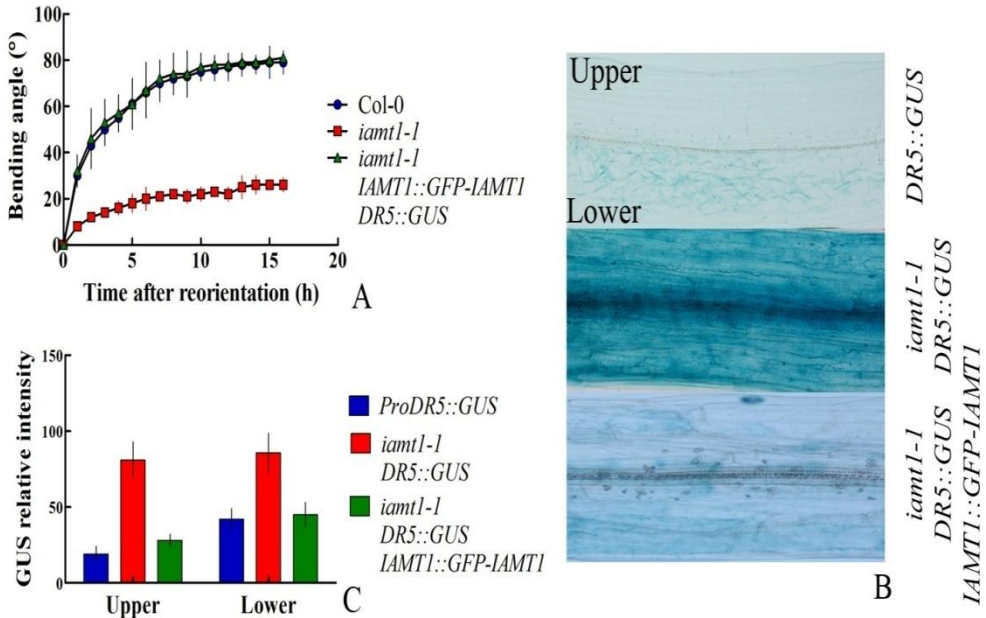 100
80
60
40
20
0
Bending angle (°)
0
5
10
15
20
Time after reorientation (h)
Col-0
iamt1-1
iamt1-1
IAMT1::GFP-IAMT1
DR5::GUS
A
Upper
Lower
DR5::GUS
iamt1-1
DR5::GUS
iamt1-1
DR5::GUS
IAMT1::GFP-IAMT1
B
150
100
50
0
GUS relative intensity
Upper
Lower
ProDR5::GUS
iamt1-1
DR5::GUS
iamt1-1
DR5::GUS
IAMT1::GFP-IAMT1
C